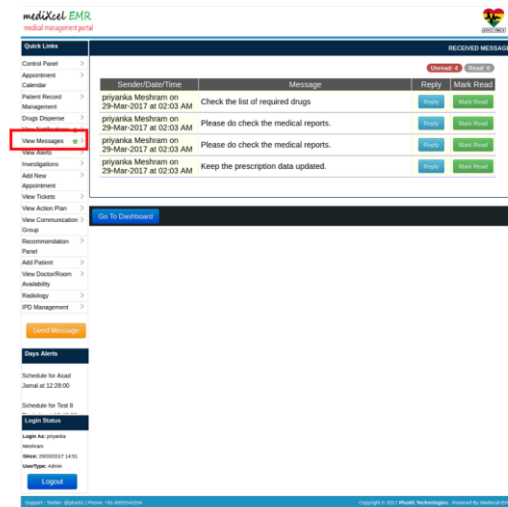 mediXcel EMR
medical management portal
Quick Links
RECEIVED MESSAGE
Control Panel
Appointment
Calendar
Patient Record
Management
Drugs Dispense
View Messages
View Alerts
Investigations
Add New
Appointment
View Tickets
View Action Plan
View Communication
Group
Recommendation
Panel
Add Patient
View Doctor/Room
Availability
Radiology
IPD Management
Send Message
Unread: 4 Read: 0
Sender/Date/Time Message Reply Mark Read
priyanka Meshram on
29-Mar-2017 at 02:03 AM Check the list of required drugs Reply Mark Read
priyanka Meshram on
29-Mar-2017 at 02:03 AM Please do check the medical reports. Reply Mark Read
priyanka Meshram on
29-Mar-2017 at 02:03 AM Please do check the medical reports. Reply Mark Read
priyanka Meshram on
29-Mar-2017 at 02:03 AM Keep the prescription data updated. Reply Mark Read
Go To Dashboard
Days Alerts
Schedule for Asad
Jamal at 12:28:00
Schedule for Test 8
Login Status
Login As: priyanka
Meshram
Since: 29/03/2017 14:51
UserType: Admin
Logout
Support : Twitter: @plus91 | Phone: Copyright © 2017 Plus91 Technologies. Powered By Medixcel-EM